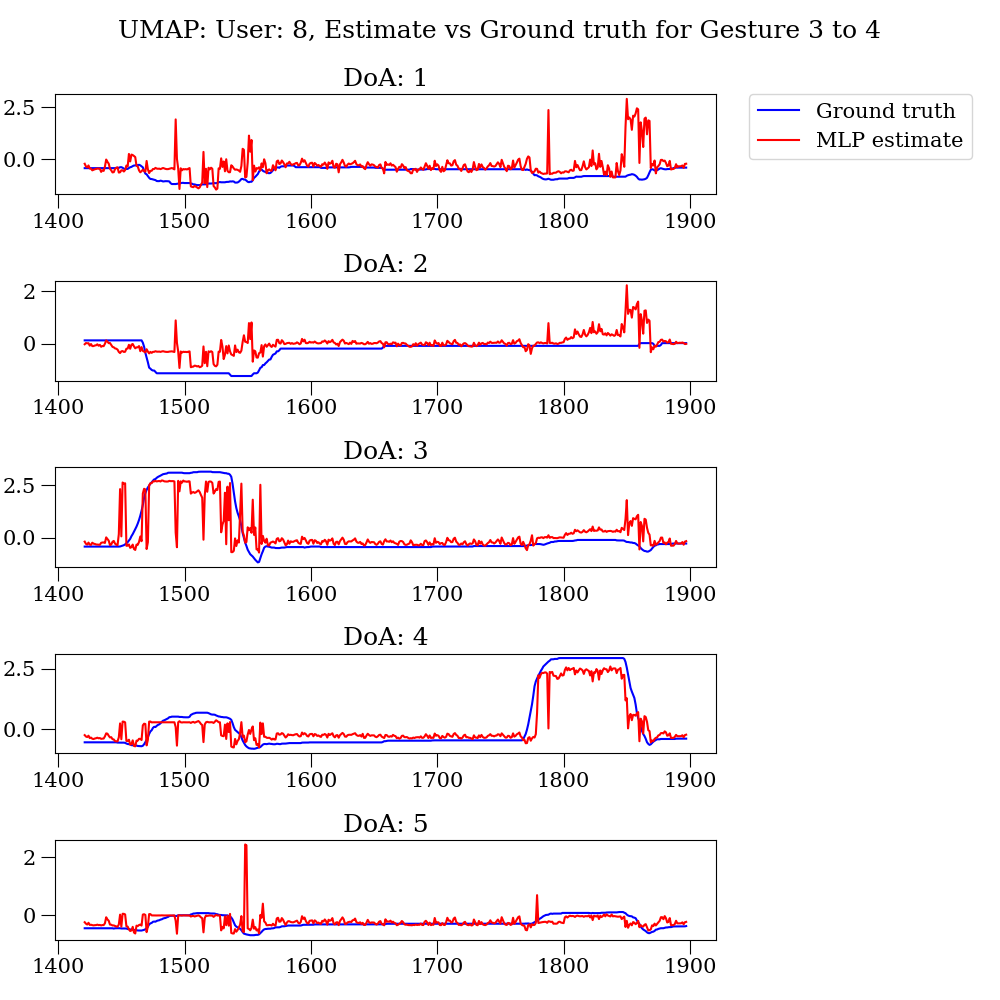 UMAP: User: 8, Estimate vs Ground truth for Gesture 3 to 4
DoA: 1
Ground truth
MLP estimate
2.5
0.0
1400 1500 1600 1700 1800 1900
DoA: 2
2
0
1400 1500 1600 1700 1800 1900
DoA: 3
2.5
0.0
1400 1500 1600 1700 1800 1900
DoA: 4
2.5
0.0
1400 1500 1600 1700 1800 1900
DoA: 5
2
0
1400 1500 1600 1700 1800 1900